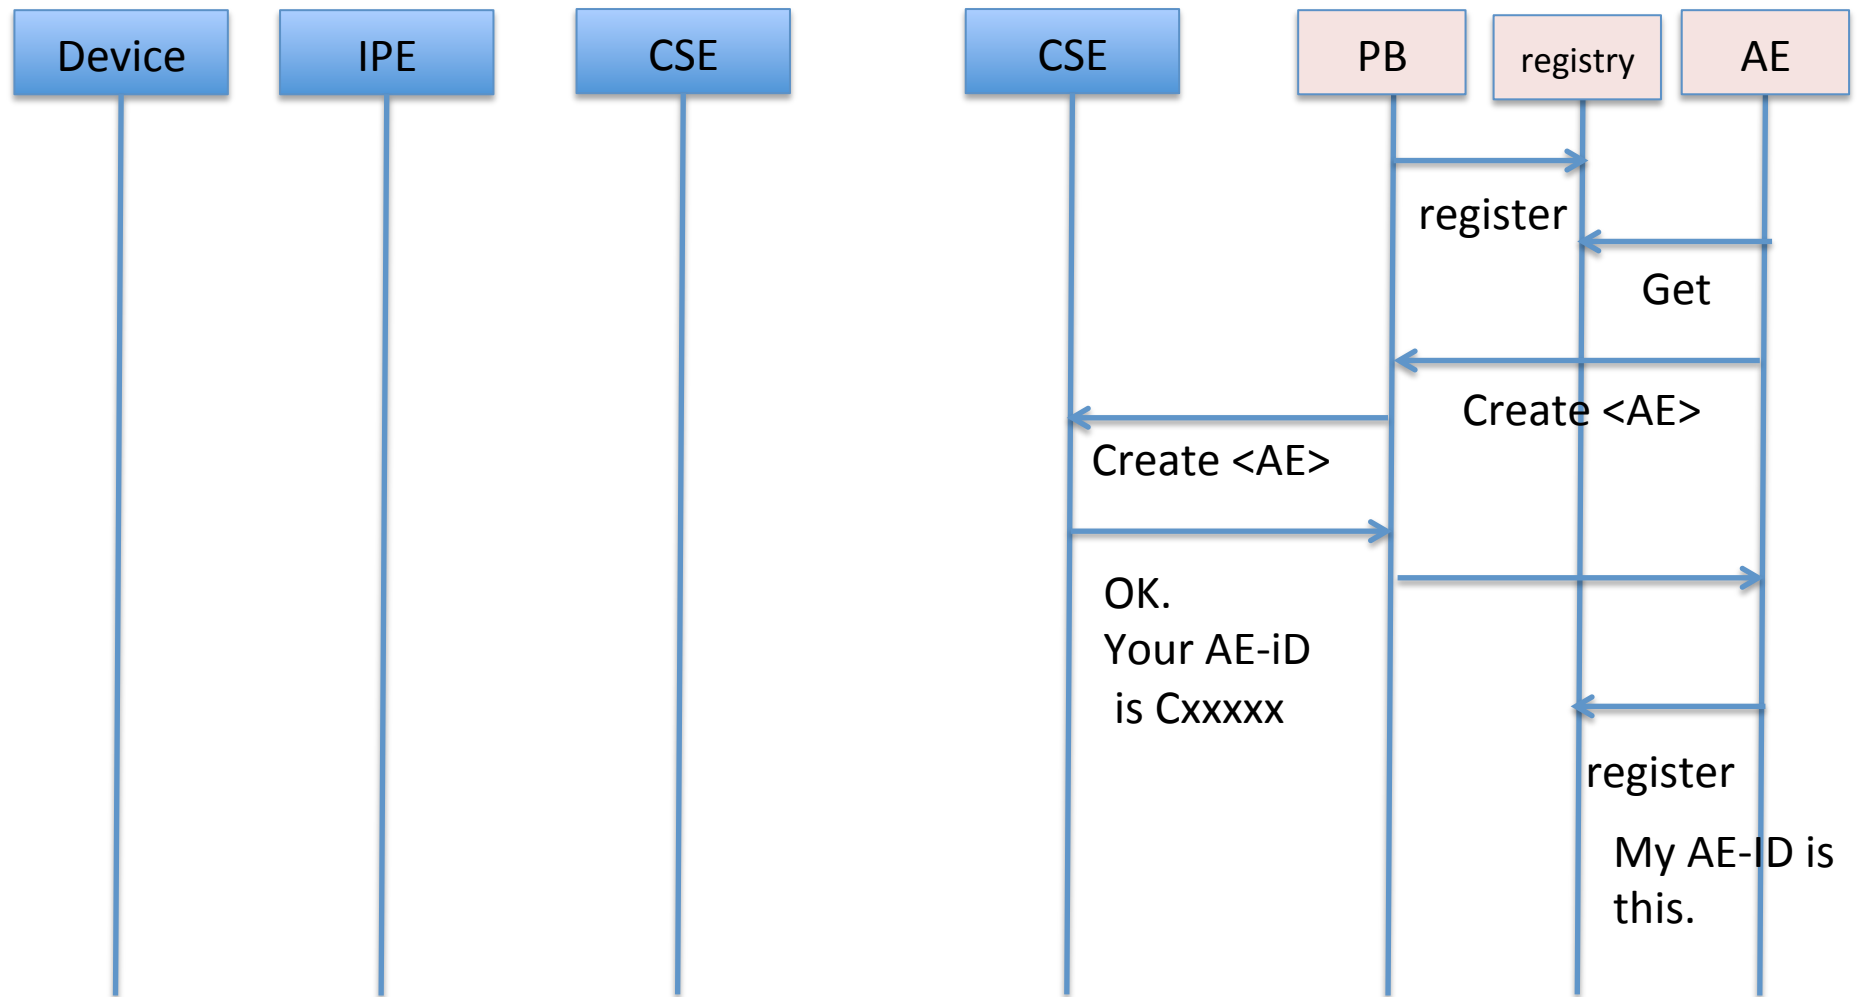 Device
IPE
CSE
CSE
PB
registry
AE
register
Get
Create <AE>
Create <AE>
OK.
Your AE-iD
is Cxxxxx
register
My AE-ID is
this.